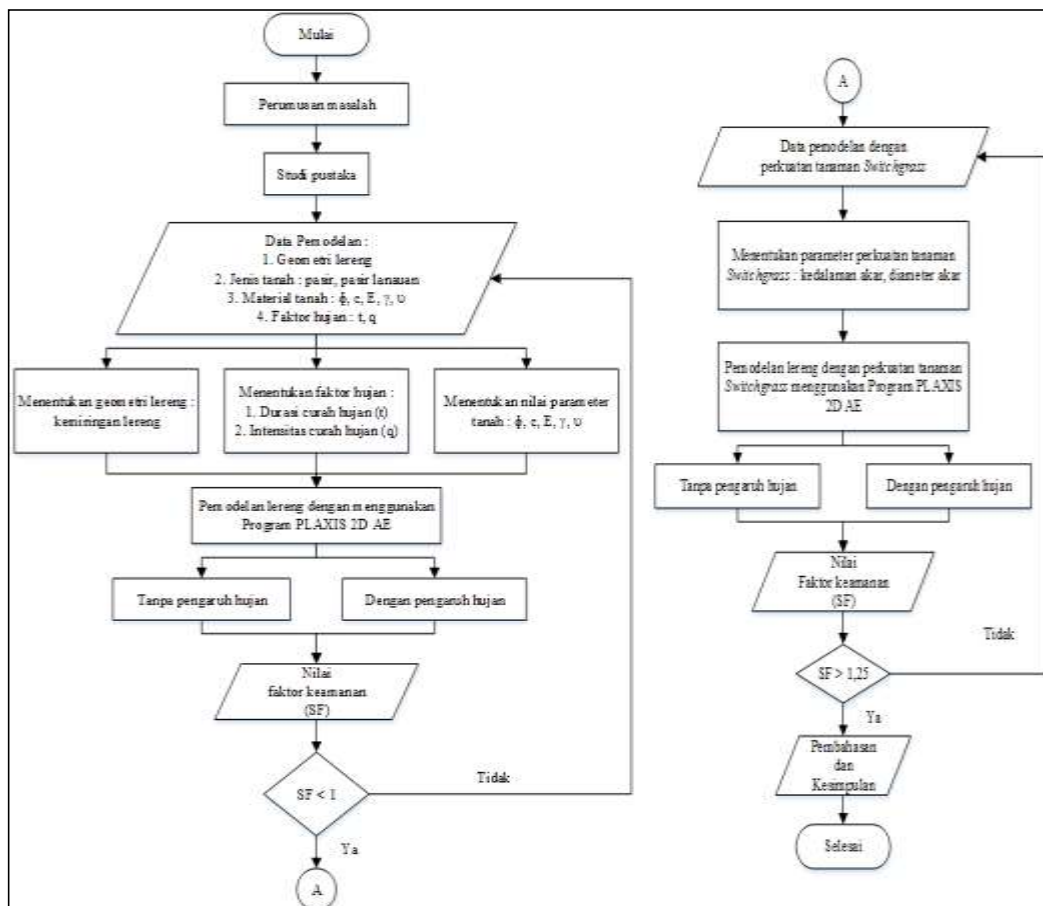 Mulai
Perumusan masalah
Studi pustaka
Data Pemodelan :
1. Geometri lereng
2. Jenis tanah : pasir, pasir lanauan
3. Material tanah : ϕ, c, E, γ, υ
4. Faktor hujan : t, q
Menentukan geometri lereng :
kemiringan lereng
Menentukan faktor hujan :
1. Durasi curah hujan (t)
2. Intensitas curah hujan (q)
Menentukan nilai parameter
tanah : ϕ, c, E, γ, υ
Pemodelan lereng dengan menggunakan
Program PLAXIS 2D AE
Tanpa pengaruh hujan
Dengan pengaruh hujan
Nilai
faktor keamanan
(SF)
SF < 1
Tidak
Ya
A
A
Data pemodelan dengan
perkuatan tanaman Switchgrass
Menentukan parameter perkuatan tanaman
Switchgrass : kedalaman akar, diameter akar
Pemodelan lereng dengan perkuatan tanaman
Switchgrass menggunakan Program PLAXIS
2D AE
Tanpa pengaruh hujan
Dengan pengaruh hujan
Nilai
Faktor keamanan
(SF)
SF > 1,25
Tidak
Ya
Pembahasan
dan
Kesimpulan
Selesai